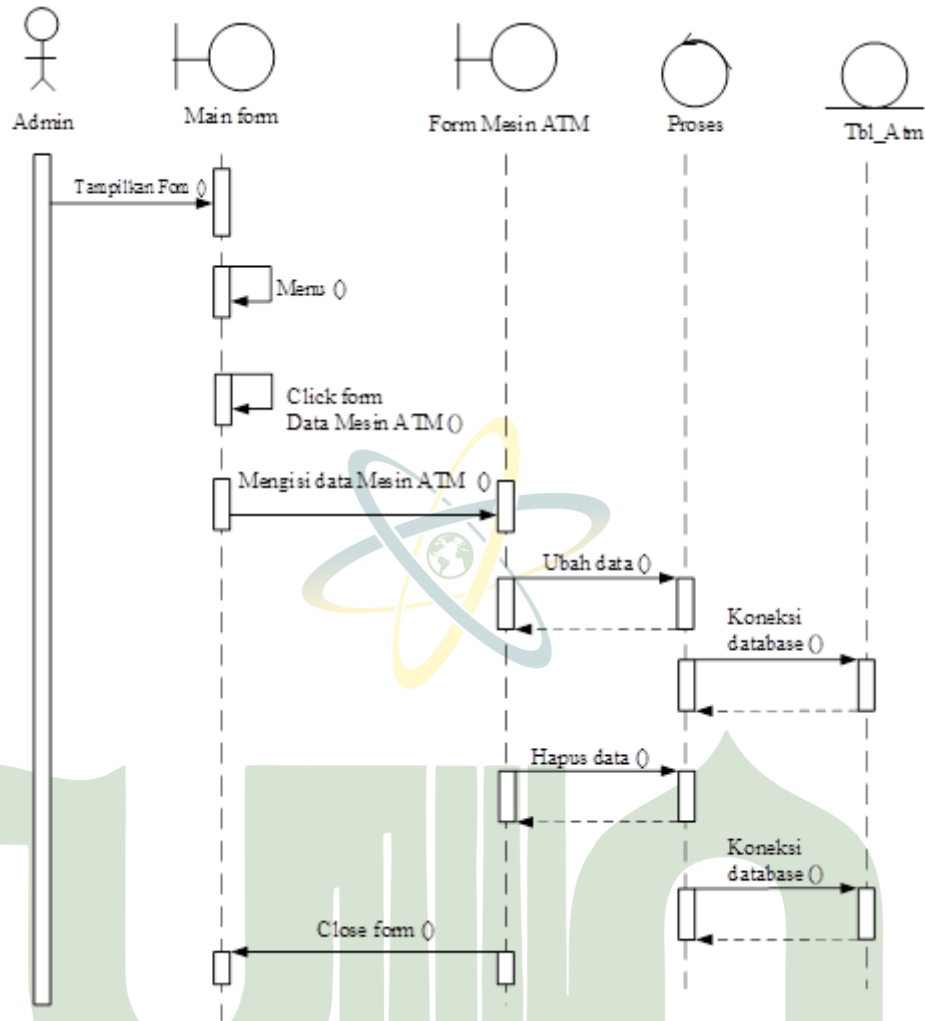 Admin
Main form
Form Mesin ATM
Proses
Tbl_Atm
Tampilkan Fom ()
Menu ()
Click form
Data Mesin ATM ()
Mengisi data Mesin ATM ()
Ubah data ()
Koneksi
database ()
Hapus data ()
Koneksi
database ()
Close form ()